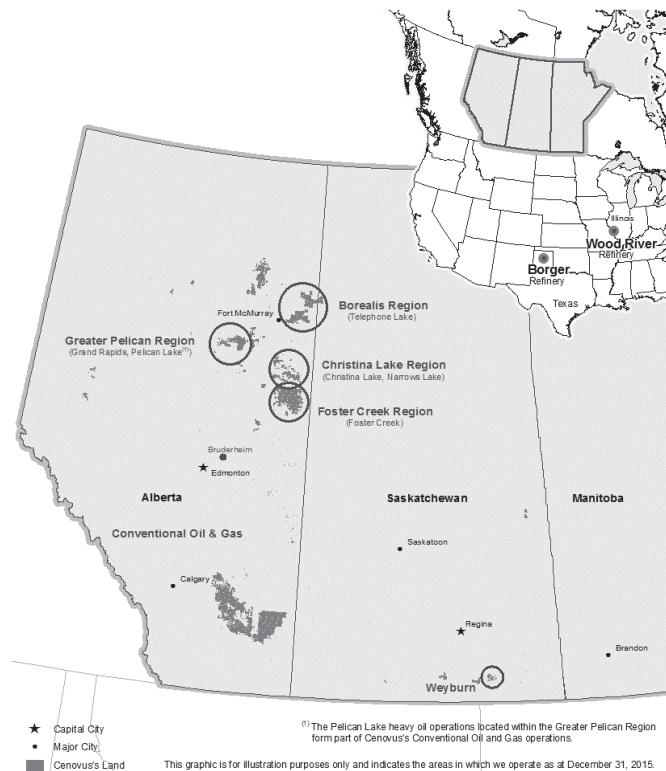 Illinois
Wood River
Refinery
Borger
Refinery
Texas
Fort McMurray
Borealis Region
(Telephone Lake)
Greater Pelican Region
(Grand Rapids, Pelican Lake⁽¹⁾)
Christina Lake Region
(Christina Lake, Narrows Lake)
Foster Creek Region
(Foster Creek)
Bruderheim
Edmonton
Alberta
Saskatchewan
Manitoba
Conventional Oil & Gas
Saskatoon
Calgary
Regina
Brandon
Weyburn
Capital City
Major City
Cenovus's Land
⁽¹⁾ The Pelican Lake heavy oil operations located within the Greater Pelican Region
form part of Cenovus's Conventional Oil and Gas operations.
This graphic is for illustration purposes only and indicates the areas in which we operate as at December 31, 2015.